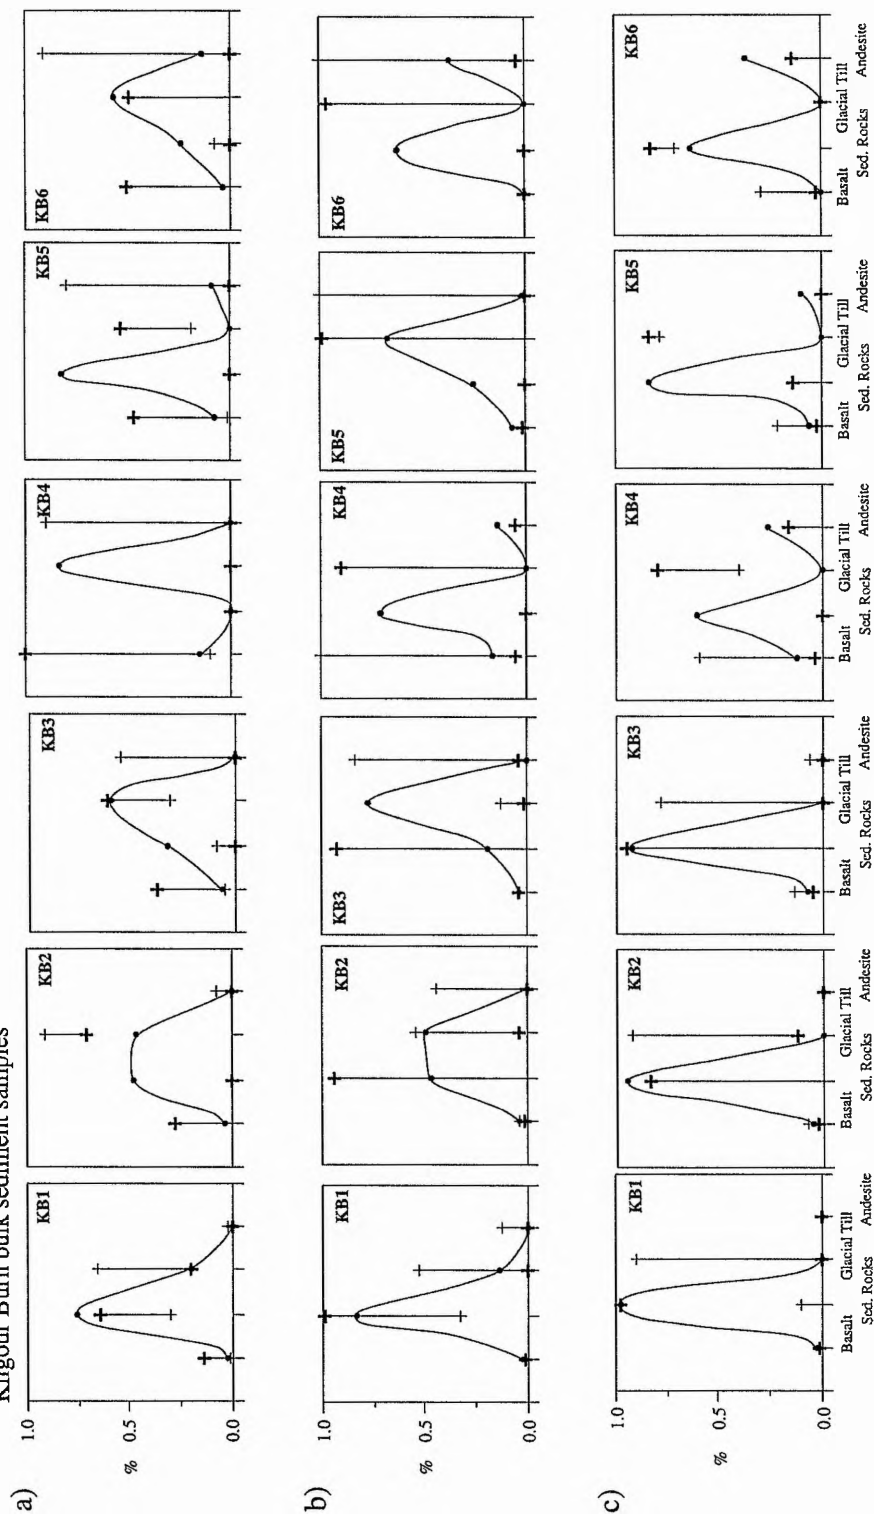 Kilgour Burn bulk sediment samples
a)
KB1 KB2 KB3 KB4 KB5 KB6
1.0
0.5
0.0
%
b)
KB1 KB2 KB3 KB4 KB5 KB6
1.0
0.5
0.0
%
c)
KB1 KB2 KB3 KB4 KB5 KB6
1.0
0.5
0.0
%
Basalt Glacial Till Basalt Glacial Till Basalt Glacial Till Basalt Glacial Till Basalt Glacial Till Basalt Glacial Till
Sed. Rocks Andesite Sed. Rocks Andesite Sed. Rocks Andesite Sed. Rocks Andesite Sed. Rocks Andesite Sed. Rocks Andesite